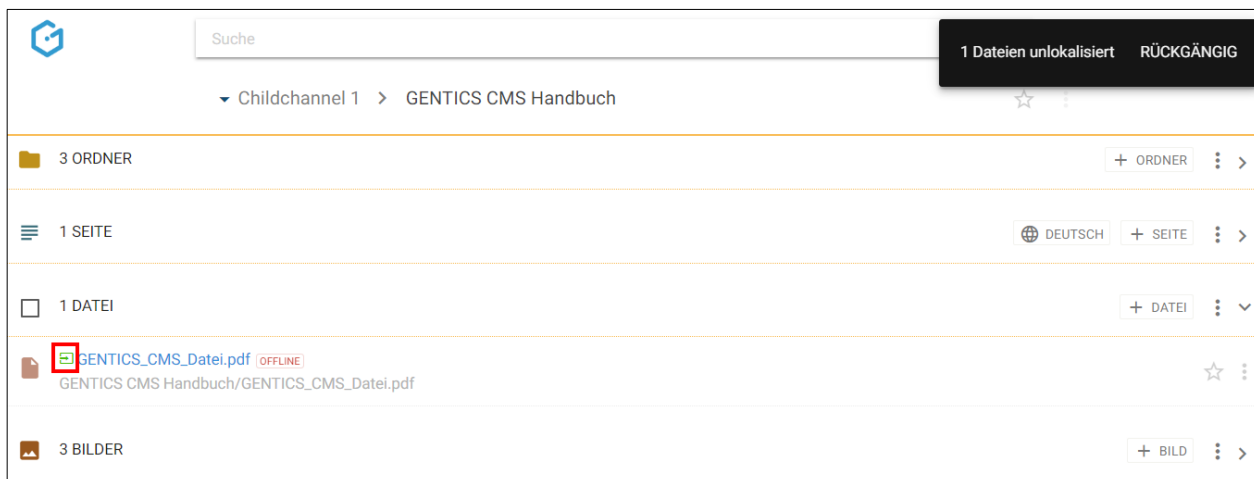 Suche
1 Dateien unlokalisiert RÜCKGÄNGIG
Childchannel 1 > GENTICS CMS Handbuch
3 ORDNER + ORDNER
1 SEITE DEUTSCH + SEITE
1 DATEI + DATEI
GENTICS_CMS_Datei.pdf OFFLINE
GENTICS CMS Handbuch/GENTICS_CMS_Datei.pdf
3 BILDER + BILD